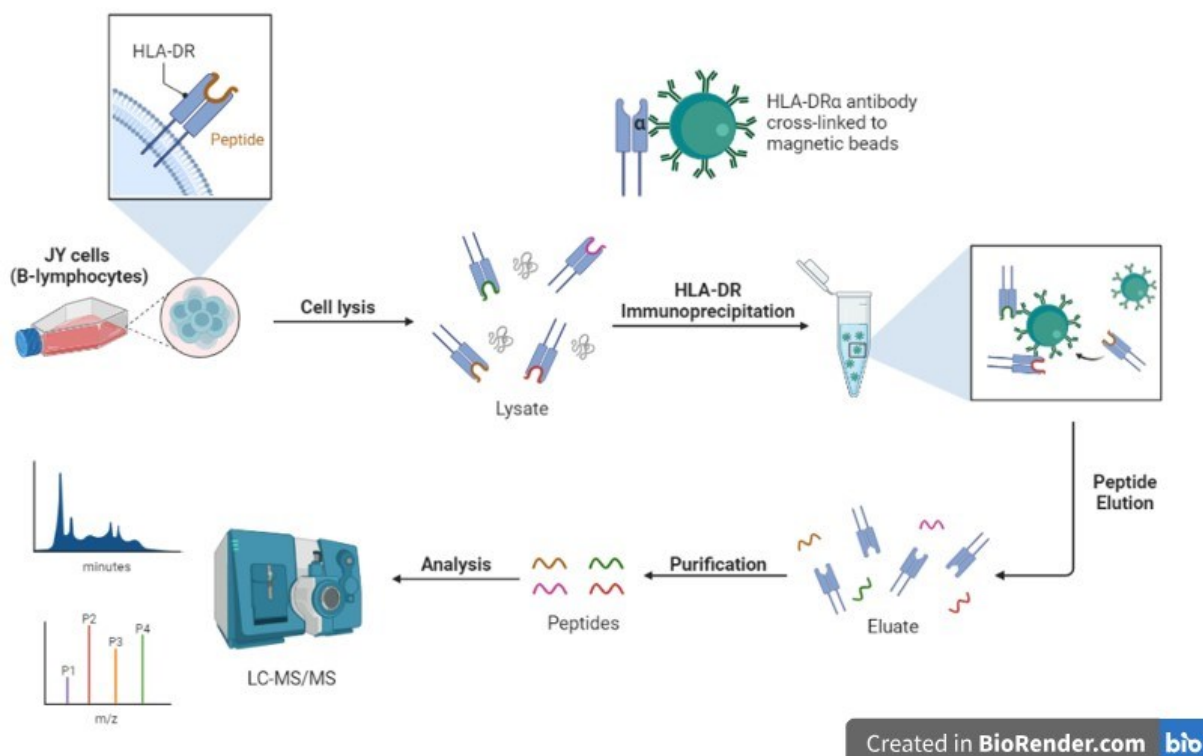 HLA-DR
Peptide
α
HLA-DRα antibody
cross-linked to
magnetic beads
JY cells
(B-lymphocytes)
Cell lysis
Lysate
HLA-DR
Immunoprecipitation
Peptide
Elution
Eluate
Purification
Peptides
Analysis
LC-MS/MS
minutes
P1
P2
P3
P4
m/z
Created in BioRender.com bio